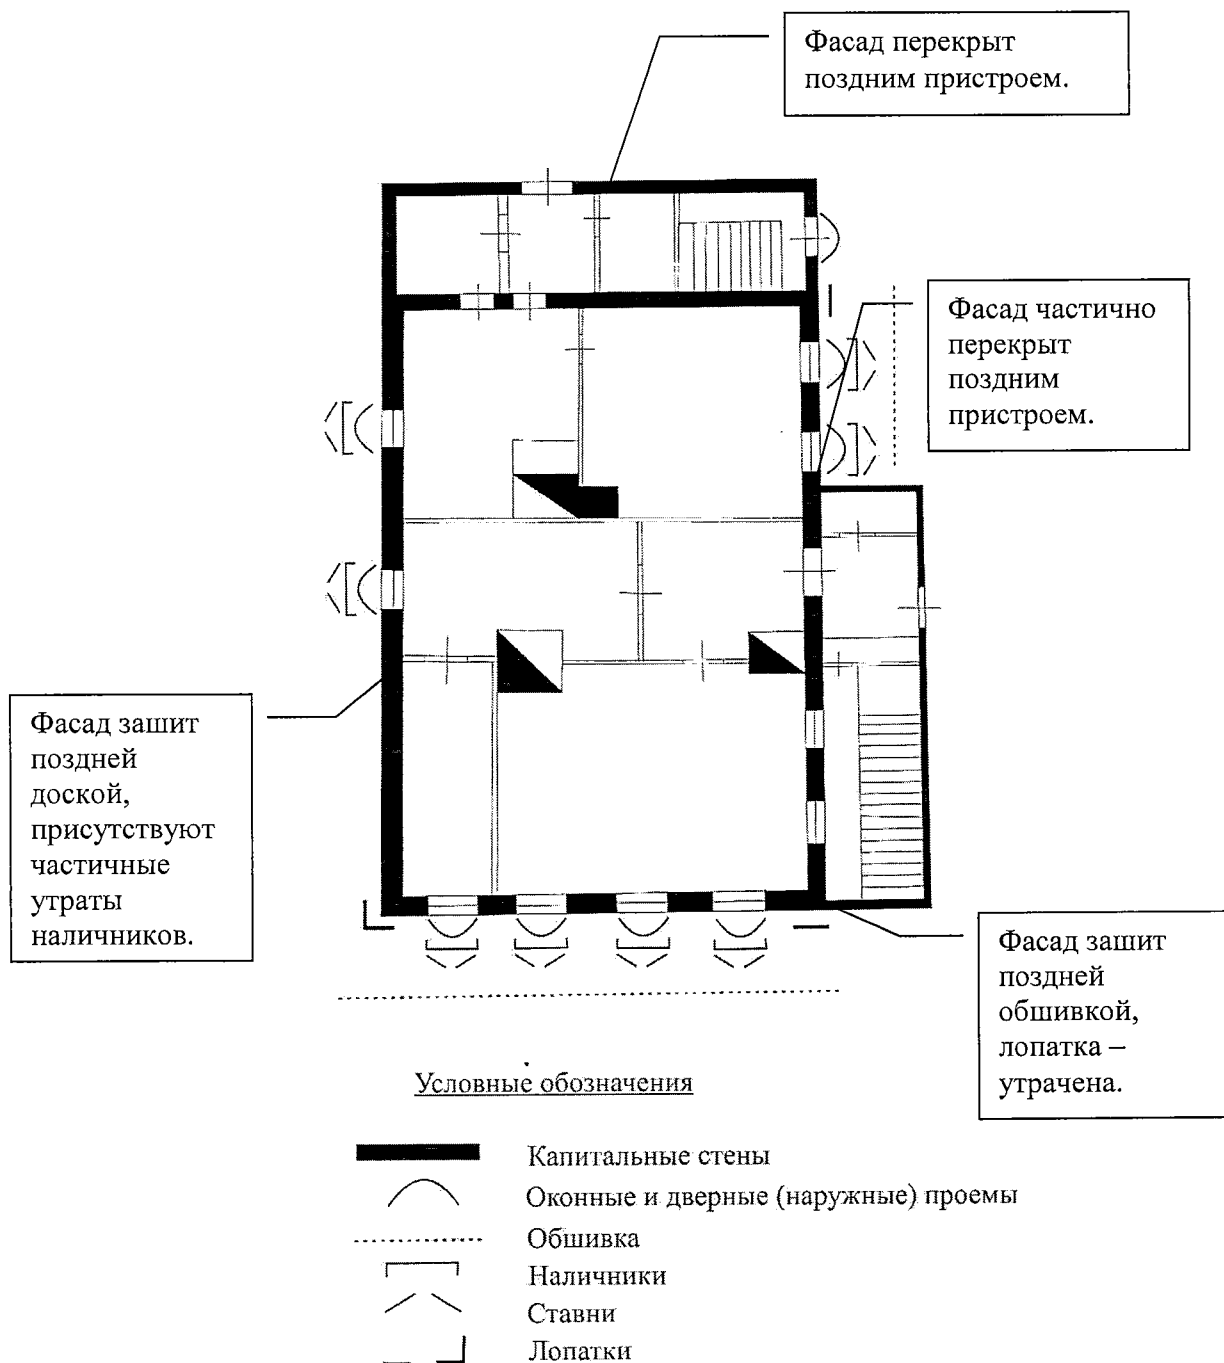 Фасад перекрыт
поздним пристроем.
Фасад частично
перекрыт
поздним
пристроем.
Фасад зашит
поздней
доской,
присутствуют
частичные
утраты
наличников.
Фасад зашит
поздней
обшивкой,
лопатка –
утрачена.
Условные обозначения
Капитальные стены
Оконные и дверные (наружные) проемы
Обшивка
Наличники
Ставни
Лопатки